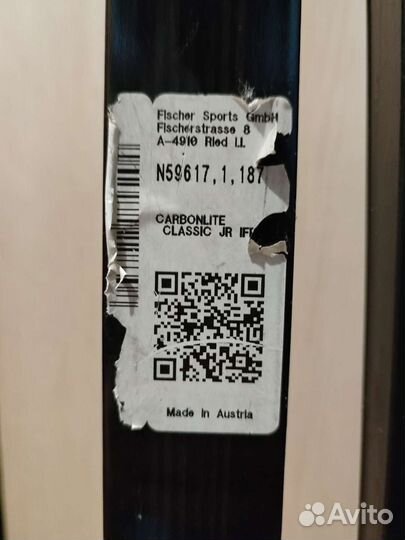 Fischer Sports GmbH
Fischerstrasse 8
A-4910 Ried i.I.
N59617,1,187
CARBONLITE
CLASSIC JR
Made in Austria
Avito